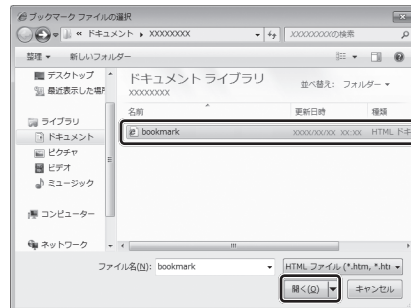 ブックマーク ファイルの選択
« ドキュメント ▸ XXXXXXXX
XXXXXXXXの検索
整理 ▼ 新しいフォルダー
デスクトップ
最近表示した場所
ライブラリ
ドキュメント
ピクチャ
ビデオ
ミュージック
コンピューター
ネットワーク
ドキュメント ライブラリ
XXXXXXXX
並べ替え: フォルダー ▼
名前 更新日時 種類
bookmark XXXX/XX/XX XX:XX HTML ドキ
ファイル名(N): bookmark
HTML ファイル (*.htm, *.htı
開く(O) キャンセル